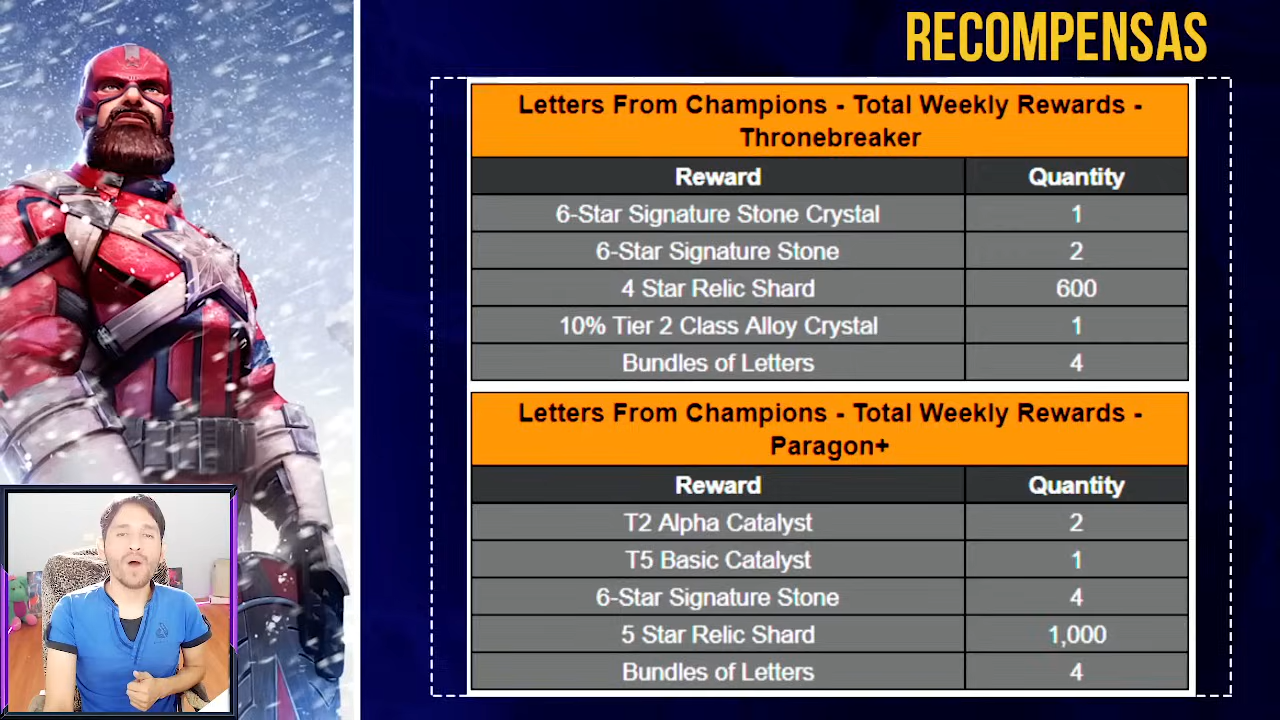 RECOMPENSAS
Letters From Champions - Total Weekly Rewards -
Thronebreaker
Reward Quantity
6-Star Signature Stone Crystal 1
6-Star Signature Stone 2
4 Star Relic Shard 600
10% Tier 2 Class Alloy Crystal 1
Bundles of Letters 4
Letters From Champions - Total Weekly Rewards -
Paragon+
Reward Quantity
T2 Alpha Catalyst 2
T5 Basic Catalyst 1
6-Star Signature Stone 4
5 Star Relic Shard 1,000
Bundles of Letters 4